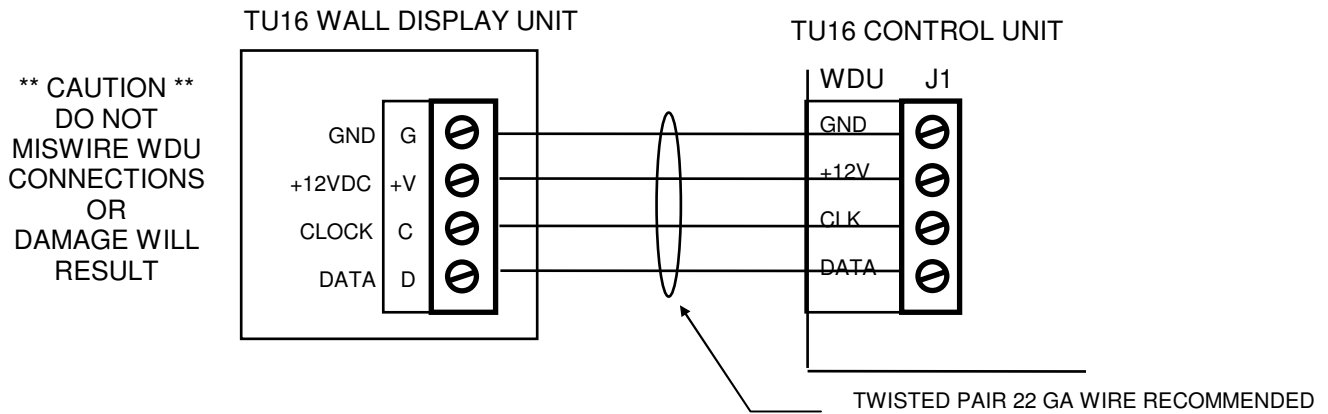 TU16 WALL DISPLAY UNIT
TU16 CONTROL UNIT
** CAUTION **
DO NOT
MISWIRE WDU
CONNECTIONS
OR
DAMAGE WILL
RESULT
GND G
+12VDC +V
CLOCK C
DATA D
WDU J1
GND
+12V
CLK
DATA
TWISTED PAIR 22 GA WIRE RECOMMENDED